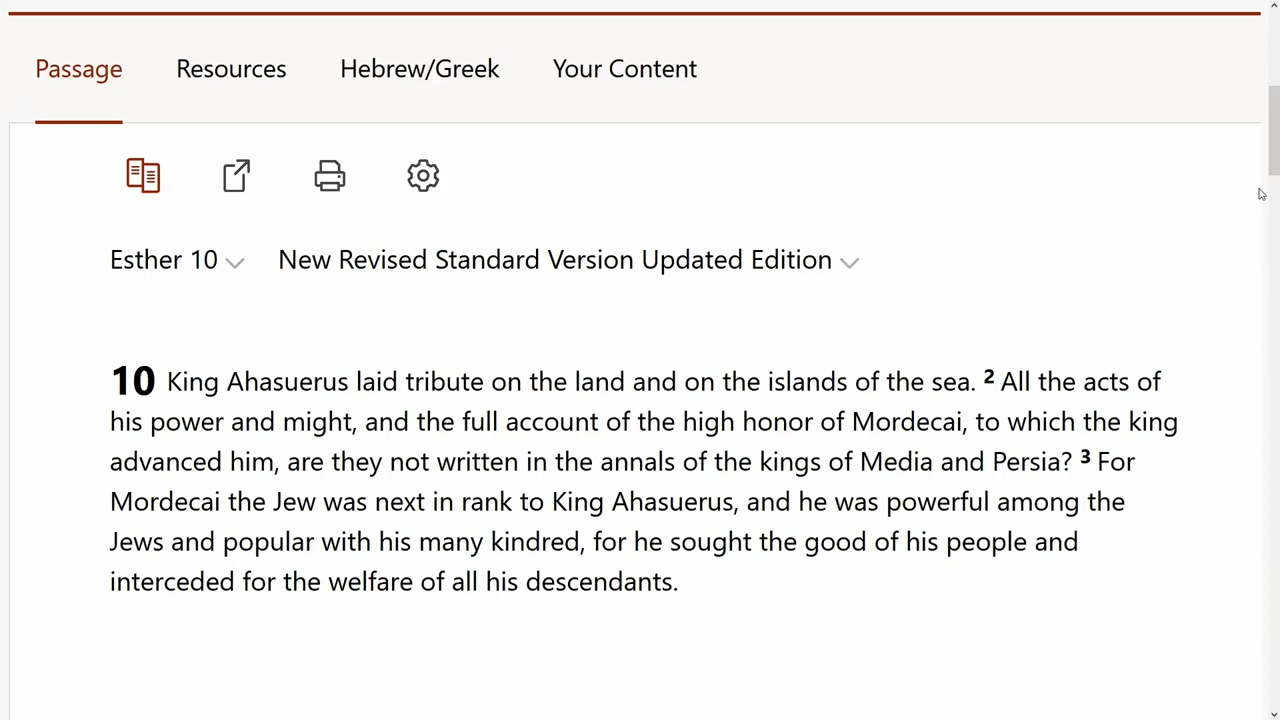 Passage Resources Hebrew/Greek Your Content
Esther 10 New Revised Standard Version Updated Edition
10 King Ahasuerus laid tribute on the land and on the islands of the sea. 2 All the acts of
his power and might, and the full account of the high honor of Mordecai, to which the king
advanced him, are they not written in the annals of the kings of Media and Persia? 3 For
Mordecai the Jew was next in rank to King Ahasuerus, and he was powerful among the
Jews and popular with his many kindred, for he sought the good of his people and
interceded for the welfare of all his descendants.